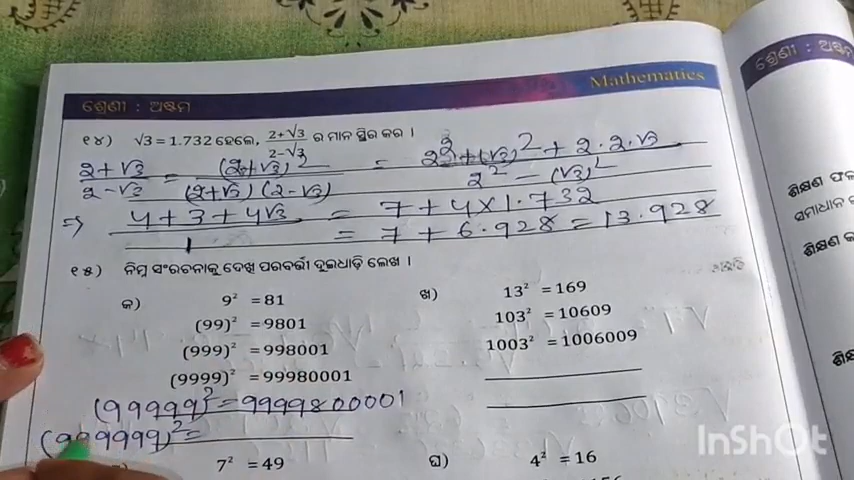 ଶ୍ରେଣୀ : ଅଷ୍ଟମ
Mathematics
୧୪) √3 = 1.732 ହେଲେ, (2+√3)/(2-√3) ର ମାନ ସ୍ଥିର କର ।
(2+√3)/(2-√3) = (2+√3)²/((2+√3)(2-√3)) = (2²+(√3)²+2·2·√3)/(2²-(√3)²)
⇒ (4+3+4√3)/1 = 7+4×1.732
= 7+6.928 = 13.928
୧୫) ନିମ୍ନ ସଂରଚନାକୁ ଦେଖି ପରବର୍ତ୍ତୀ ଦୁଇଧାଡ଼ି ଲେଖ ।
କ) 9² = 81
(99)² = 9801
(999)² = 998001
(9999)² = 99980001
(99999)² = 9999800001
(999999)² =
ଖ) 13² = 169
103² = 10609
1003² = 1006009
7² = 49
ଘ) 4² = 16
ଶ୍ରେଣୀ : ଅଷ୍ଟମ
ଶିକ୍ଷଣ ଫଳ
ସମାଧାନ
ଶିକ୍ଷଣ
InShOt